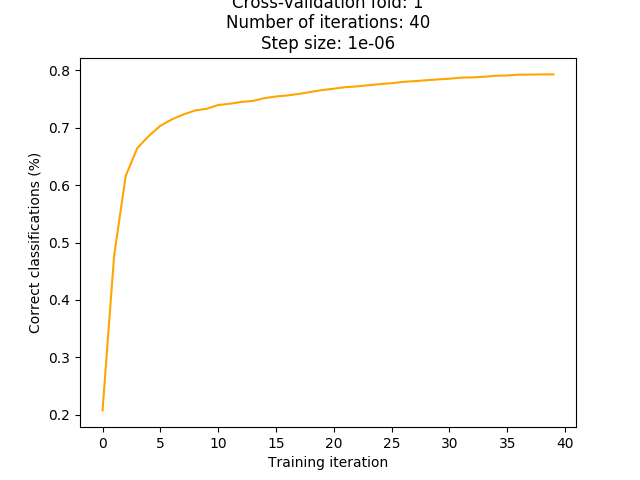 Cross-validation fold: 1
Number of iterations: 40
Step size: 1e-06
0.8
0.7
0.6
0.5
0.4
0.3
0.2
Correct classifications (%)
0 5 10 15 20 25 30 35 40
Training iteration